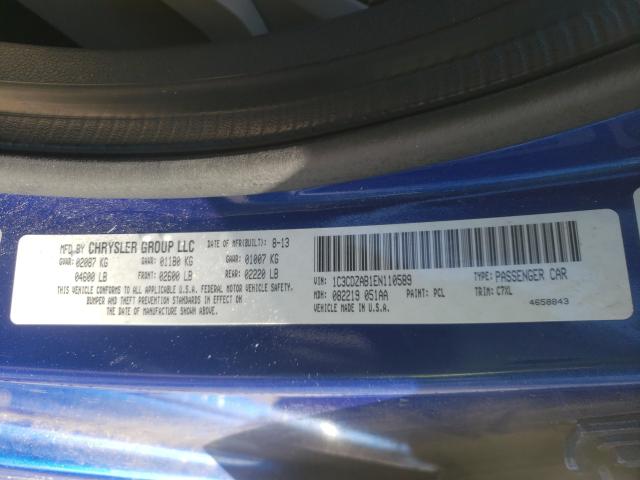 MFD BY CHRYSLER GROUP LLC DATE OF MFR(BUILT): 8-13
GVWR: 02087 KG GAWR: 01180 KG GAWR: 01007 KG
04600 LB FRONT: 02600 LB REAR: 02220 LB
THIS VEHICLE CONFORMS TO ALL APPLICABLE U.S.A. FEDERAL MOTOR VEHICLE SAFETY,
BUMPER AND THEFT PREVENTION STANDARDS IN EFFECT ON
THE DATE OF MANUFACTURE SHOWN ABOVE.
VIN: 1C3CDZAB1EN110589 TYPE: PASSENGER CAR
MDH: 082219 051AA PAINT: PCL TRIM: C7XL
VEHICLE MADE IN U.S.A. 4658843